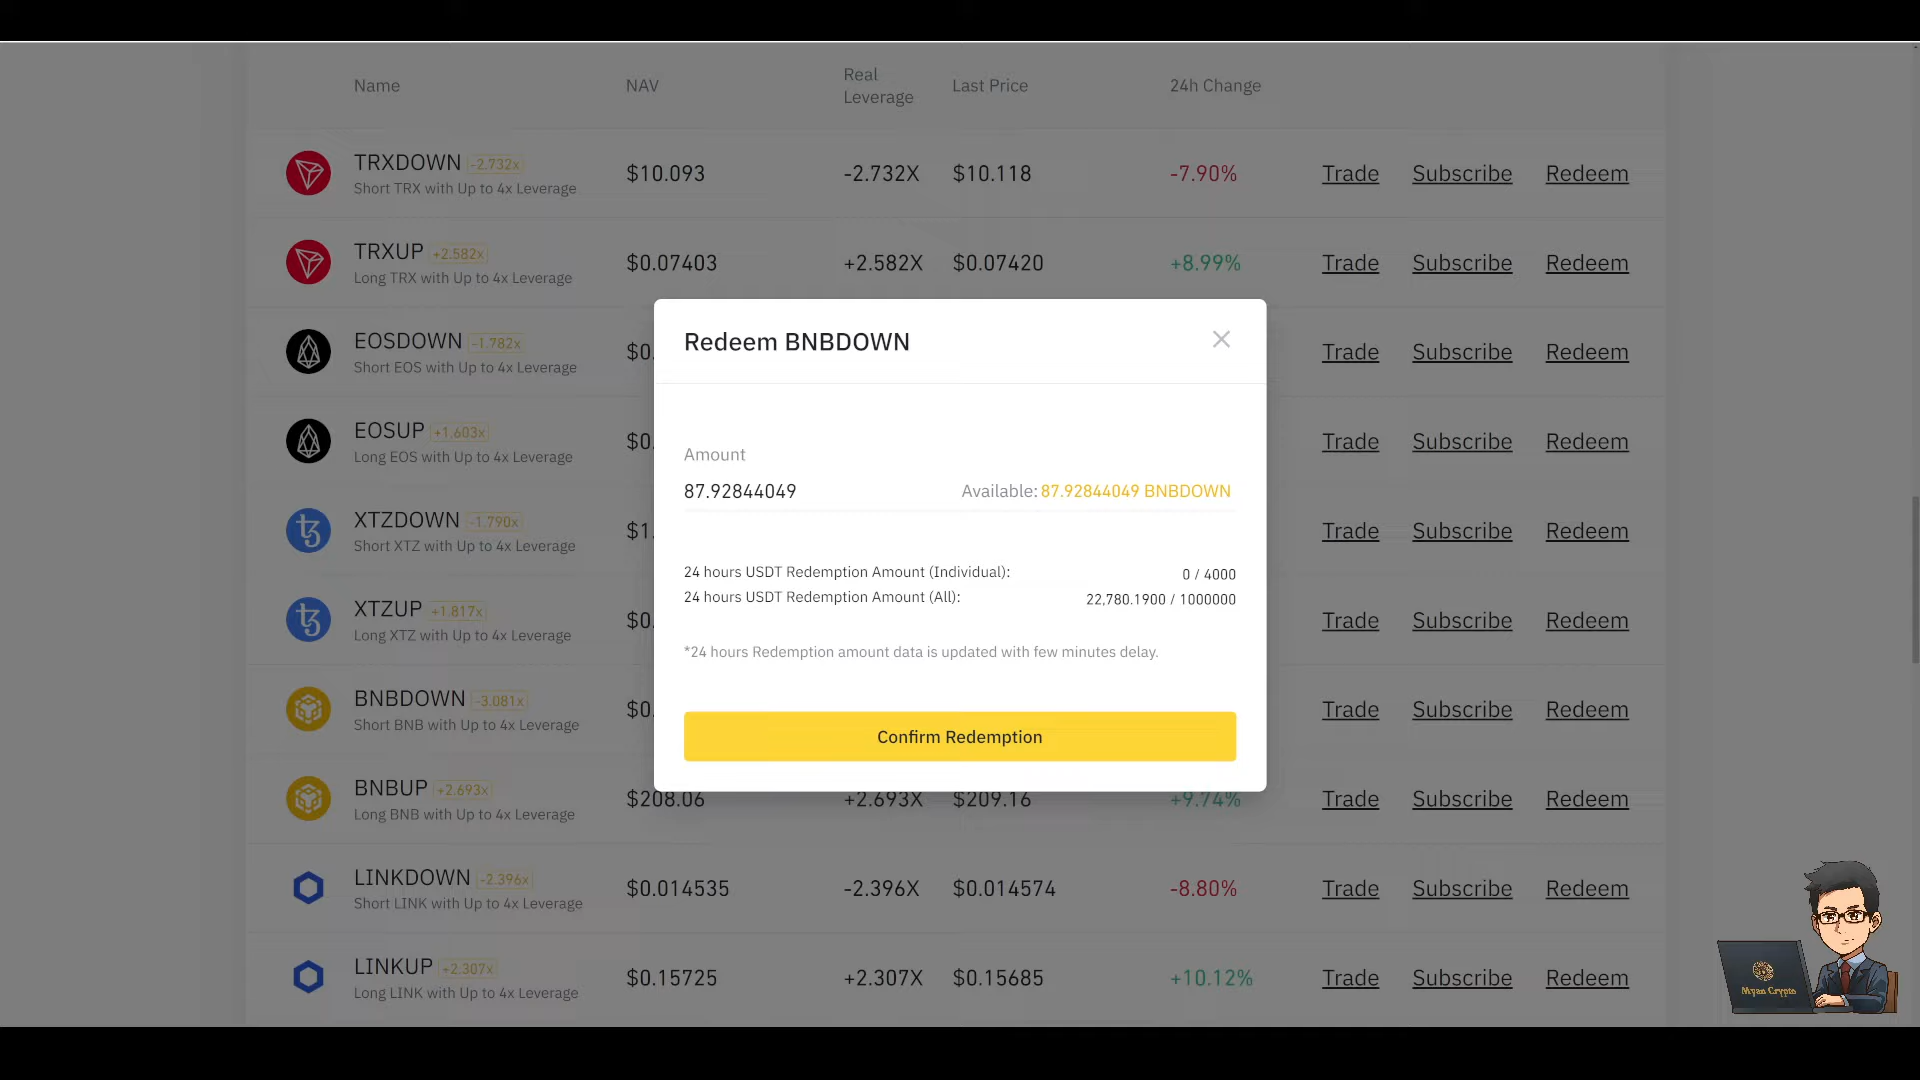 Name NAV Real Leverage Last Price 24h Change
TRXDOWN -2.732x $10.093 -2.732X $10.118 -7.90% Trade Subscribe Redeem
Short TRX with Up to 4x Leverage
TRXUP +2.582x $0.07403 +2.582X $0.07420 +8.99% Trade Subscribe Redeem
Long TRX with Up to 4x Leverage
EOSDOWN -1.782x $0. Trade Subscribe Redeem
Short EOS with Up to 4x Leverage
EOSUP +1.603x $0. Trade Subscribe Redeem
Long EOS with Up to 4x Leverage
XTZDOWN -1.790x $1. Trade Subscribe Redeem
Short XTZ with Up to 4x Leverage
XTZUP +1.817x $0. Trade Subscribe Redeem
Long XTZ with Up to 4x Leverage
BNBDOWN -3.081x $0. Trade Subscribe Redeem
Short BNB with Up to 4x Leverage
BNBUP +2.693x $208.06 +2.693X $209.16 +9.74% Trade Subscribe Redeem
Long BNB with Up to 4x Leverage
LINKDOWN -2.396x $0.014535 -2.396X $0.014574 -8.80% Trade Subscribe Redeem
Short LINK with Up to 4x Leverage
LINKUP +2.307x $0.15725 +2.307X $0.15685 +10.12% Trade Subscribe Redeem
Long LINK with Up to 4x Leverage
Redeem BNBDOWN
Amount
87.92844049 Available: 87.92844049 BNBDOWN
24 hours USDT Redemption Amount (Individual): 0 / 4000
24 hours USDT Redemption Amount (All): 22,780.1900 / 1000000
*24 hours Redemption amount data is updated with few minutes delay.
Confirm Redemption
Myan Crypto